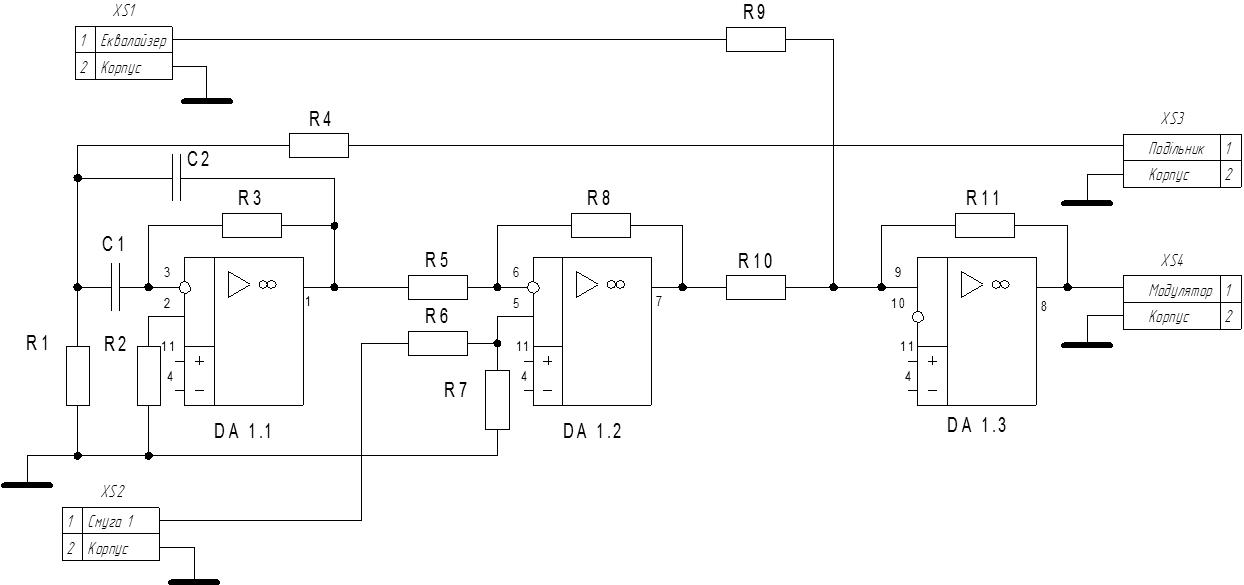 XS1
1 Еквалайзер
2 Корпус
R9
R4
XS3
Подільник 1
Корпус 2
C2
R3
R8
R11
C1
R5
R10
XS4
Модулятор 1
Корпус 2
3
2
1
11
4
+
−
▷ ∞
R1
R2
DA 1.1
R6
R7
6
5
7
11
4
+
−
▷ ∞
DA 1.2
9
10
8
11
4
+
−
▷ ∞
DA 1.3
XS2
1 Смуга 1
2 Корпус